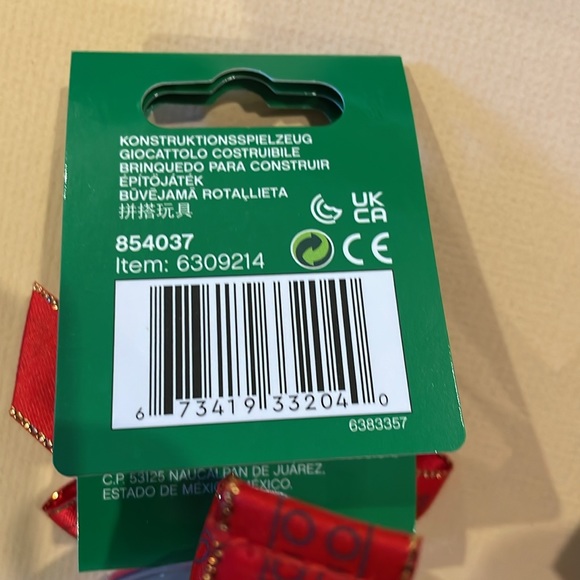 KONSTRUKTIONSSPIELZEUG
GIOCATTOLO COSTRUIBILE
BRINQUEDO PARA CONSTRUIR
ÉPÍTŐJÁTÉK
BŪVĒJAMĀ ROTAĻLIETA
拼搭玩具
UK
CA
854037
CE
Item: 6309214
6 73419 33204 0
6383357
C.P. 53125 NAUCALPAN DE JUÁREZ,
ESTADO DE MÉXICO, MÉXICO.